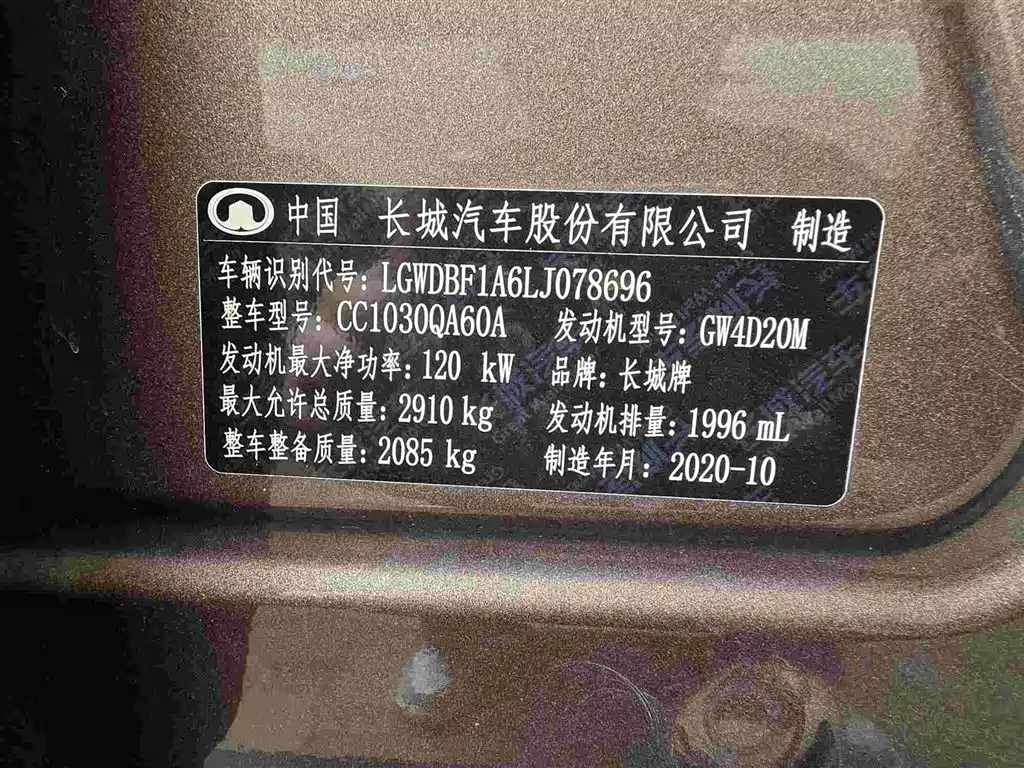 中国 长城汽车股份有限公司 制造
车辆识别代号: LGWDBF1A6LJ078696
整车型号: CC1030QA60A 发动机型号: GW4D20M
发动机最大净功率: 120 kW 品牌: 长城牌
最大允许总质量: 2910 kg 发动机排量: 1996 mL
整车整备质量: 2085 kg 制造年月: 2020-10